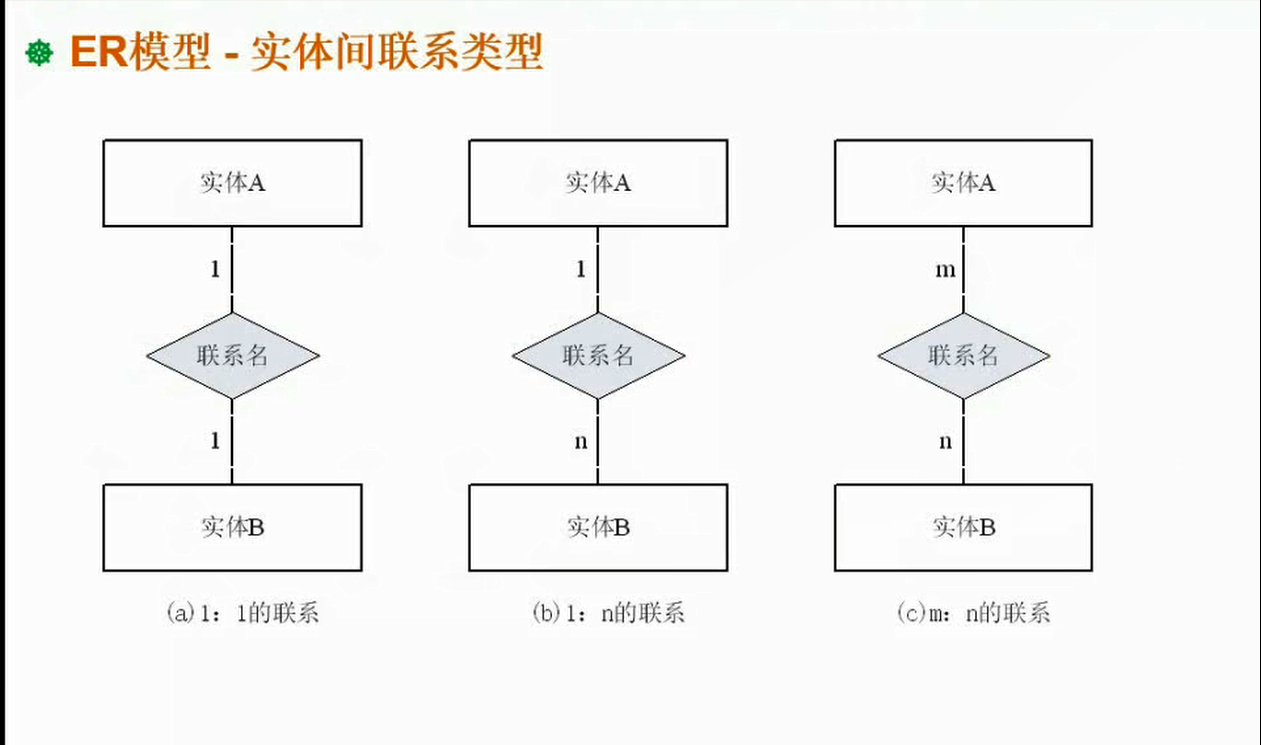 ER模型 - 实体间联系类型
实体A 实体A 实体A
1 1 m
联系名 联系名 联系名
1 n n
实体B 实体B 实体B
(a)1：1的联系 (b)1：n的联系 (c)m：n的联系